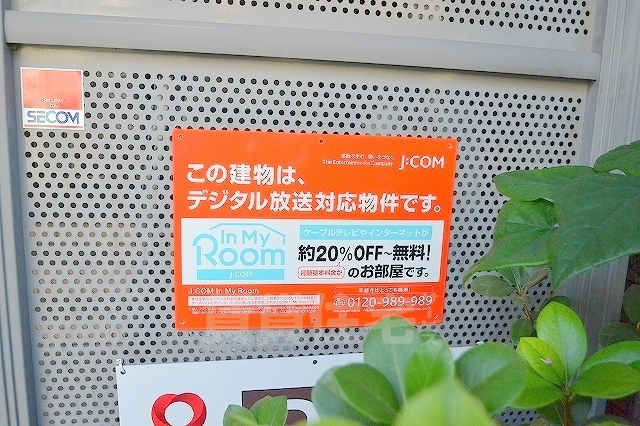 Security by
SECOM
J:COM
この建物は、
デジタル放送対応物件です。
In My
Room
J:COM
ケーブルテレビやインターネットが
約20%OFF~無料!
月額基本料金が
のお部屋です。
J:COM In My Room
0120-989-989